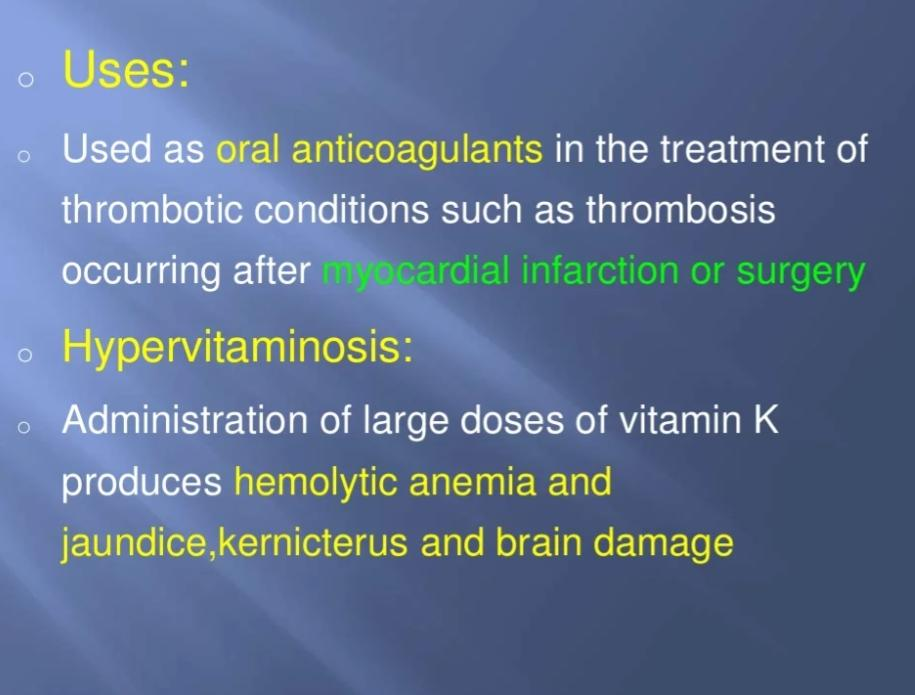 Uses:
Used as oral anticoagulants in the treatment of
thrombotic conditions such as thrombosis
occurring after myocardial infarction or surgery
Hypervitaminosis:
Administration of large doses of vitamin K
produces hemolytic anemia and
jaundice,kernicterus and brain damage